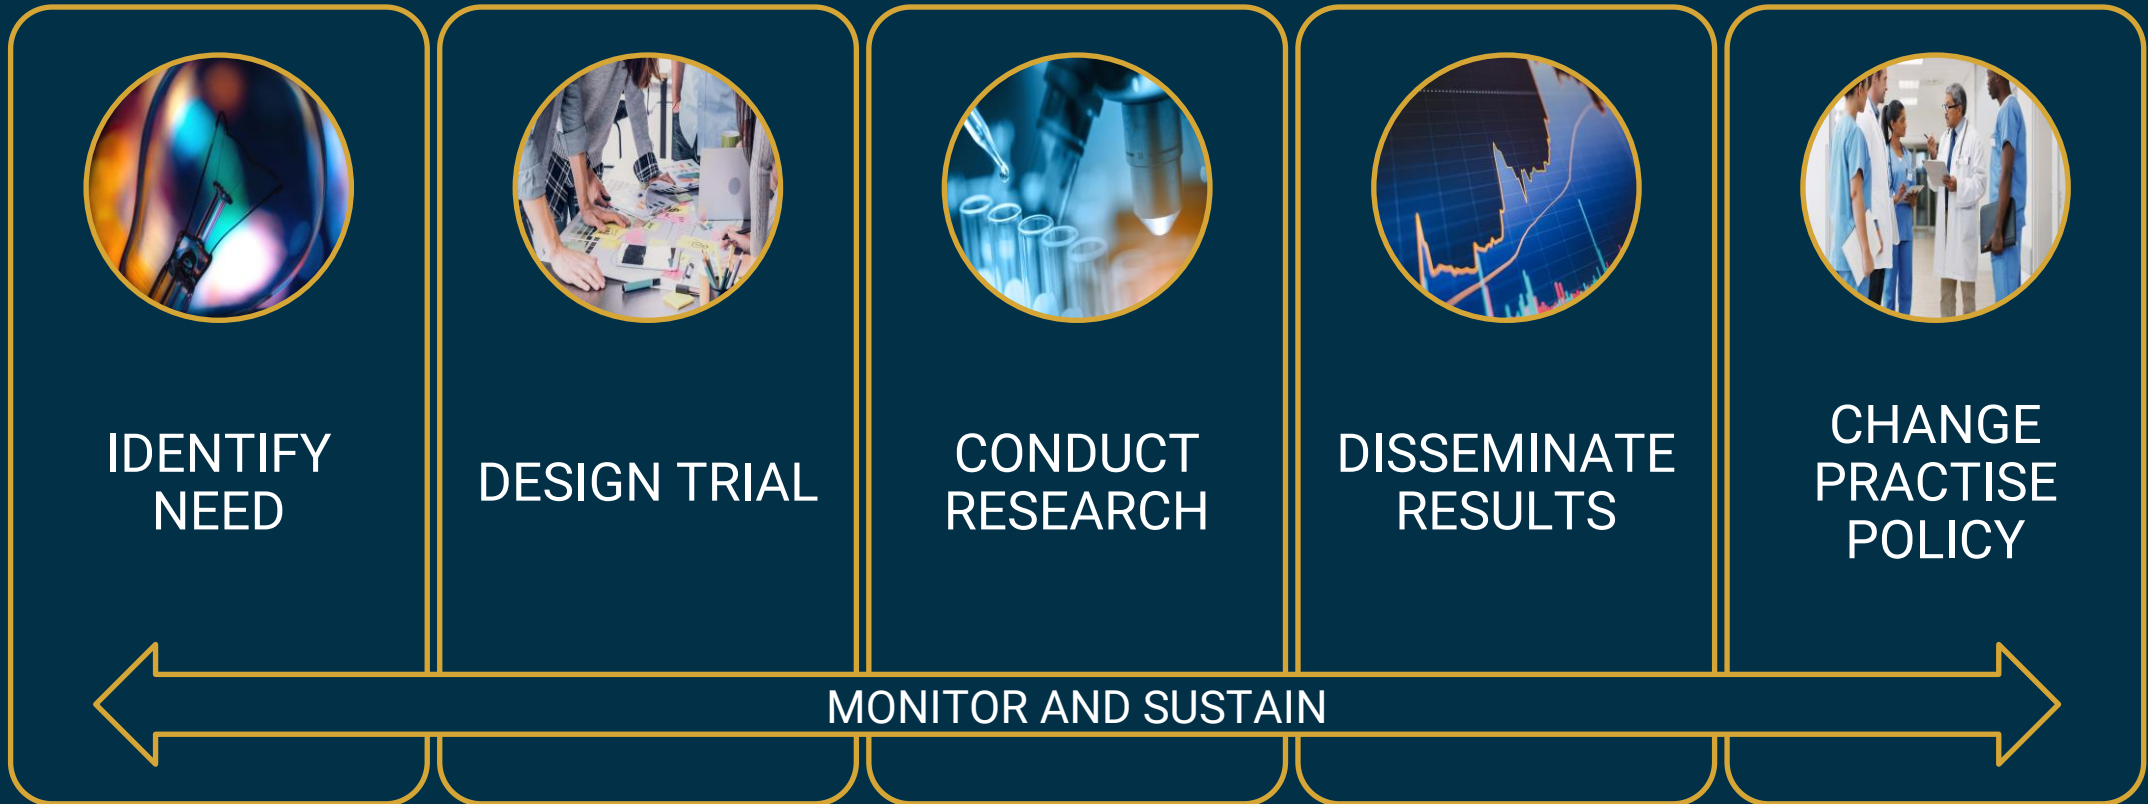 IDENTIFY
NEED
DESIGN TRIAL
CONDUCT
RESEARCH
DISSEMINATE
RESULTS
CHANGE
PRACTISE
POLICY
MONITOR AND SUSTAIN